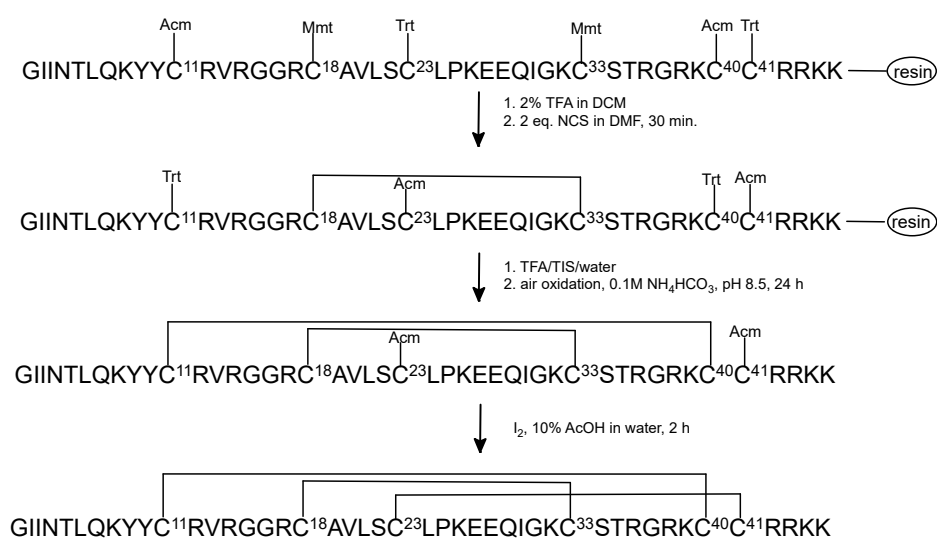 Acm Mmt Trt Mmt Acm Trt
GIINTLQKYYC¹¹RVRGGRC¹⁸AVLSC²³LPKEEQIGKC³³STRGRKC⁴⁰C⁴¹RRKK resin
1. 2% TFA in DCM
2. 2 eq. NCS in DMF, 30 min.
Trt Acm Trt Acm
GIINTLQKYYC¹¹RVRGGRC¹⁸AVLSC²³LPKEEQIGKC³³STRGRKC⁴⁰C⁴¹RRKK resin
1. TFA/TIS/water
2. air oxidation, 0.1M NH₄HCO₃, pH 8.5, 24 h
Acm Acm
GIINTLQKYYC¹¹RVRGGRC¹⁸AVLSC²³LPKEEQIGKC³³STRGRKC⁴⁰C⁴¹RRKK
I₂, 10% AcOH in water, 2 h
GIINTLQKYYC¹¹RVRGGRC¹⁸AVLSC²³LPKEEQIGKC³³STRGRKC⁴⁰C⁴¹RRKK